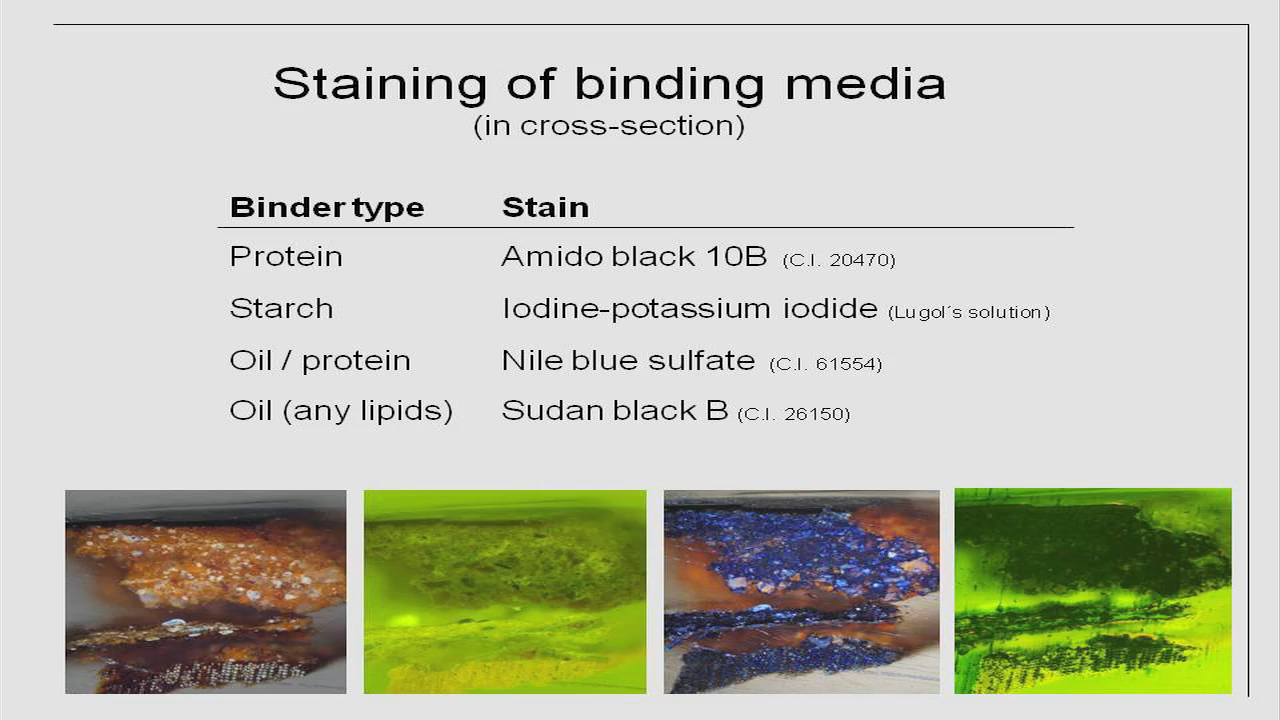 Staining of binding media
(in cross-section)
Binder type Stain
Protein Amido black 10B (C.I. 20470)
Starch Iodine-potassium iodide (Lugol´s solution)
Oil / protein Nile blue sulfate (C.I. 61554)
Oil (any lipids) Sudan black B (C.I. 26150)